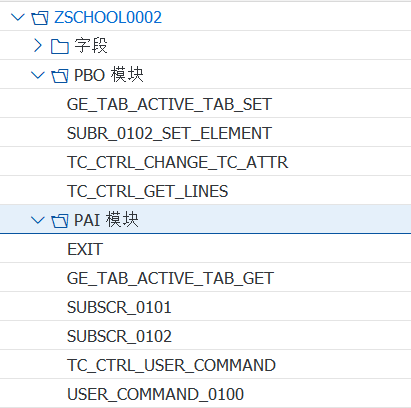 ZSCHOOL0002
字段
PBO 模块
GE_TAB_ACTIVE_TAB_SET
SUBR_0102_SET_ELEMENT
TC_CTRL_CHANGE_TC_ATTR
TC_CTRL_GET_LINES
PAI 模块
EXIT
GE_TAB_ACTIVE_TAB_GET
SUBSCR_0101
SUBSCR_0102
TC_CTRL_USER_COMMAND
USER_COMMAND_0100